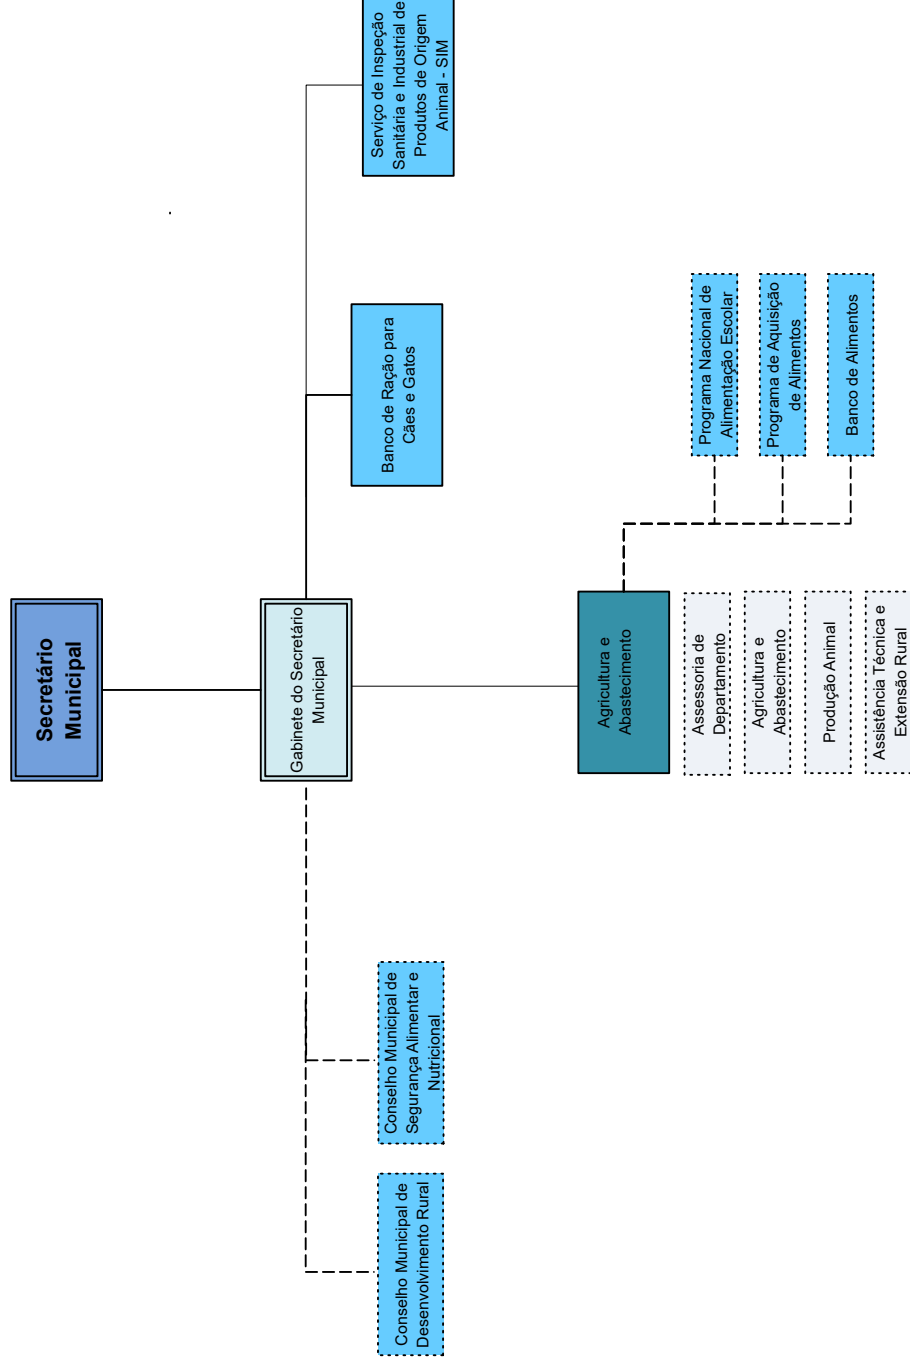 Secretário
Municipal
Gabinete do Secretário
Municipal
Conselho Municipal de
Desenvolvimento Rural
Conselho Municipal de
Segurança Alimentar e
Nutricional
Banco de Ração para
Cães e Gatos
Serviço de Inspeção
Sanitária e Industrial de
Produtos de Origem
Animal - SIM
Agricultura e
Abastecimento
Assessoria de
Departamento
Agricultura e
Abastecimento
Produção Animal
Assistência Técnica e
Extensão Rural
Programa Nacional de
Alimentação Escolar
Programa de Aquisição
de Alimentos
Banco de Alimentos